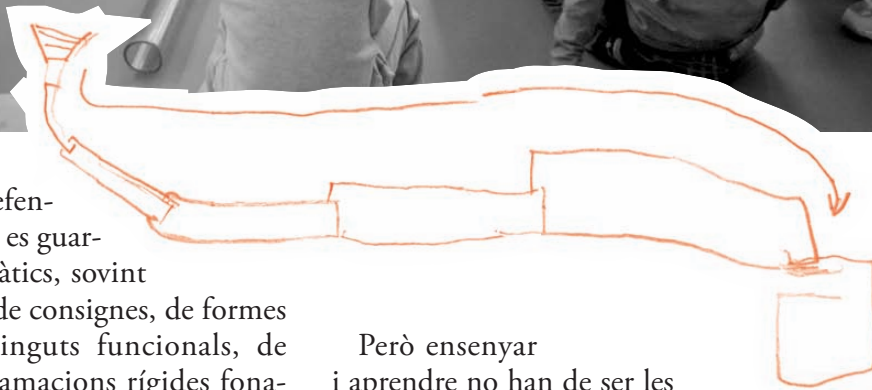 efen-
es guar-
àtics, sovint
de consignes, de formes
inguts funcionals, de
amacions rígides fona-
Però ensenyar
i aprendre no han de ser les